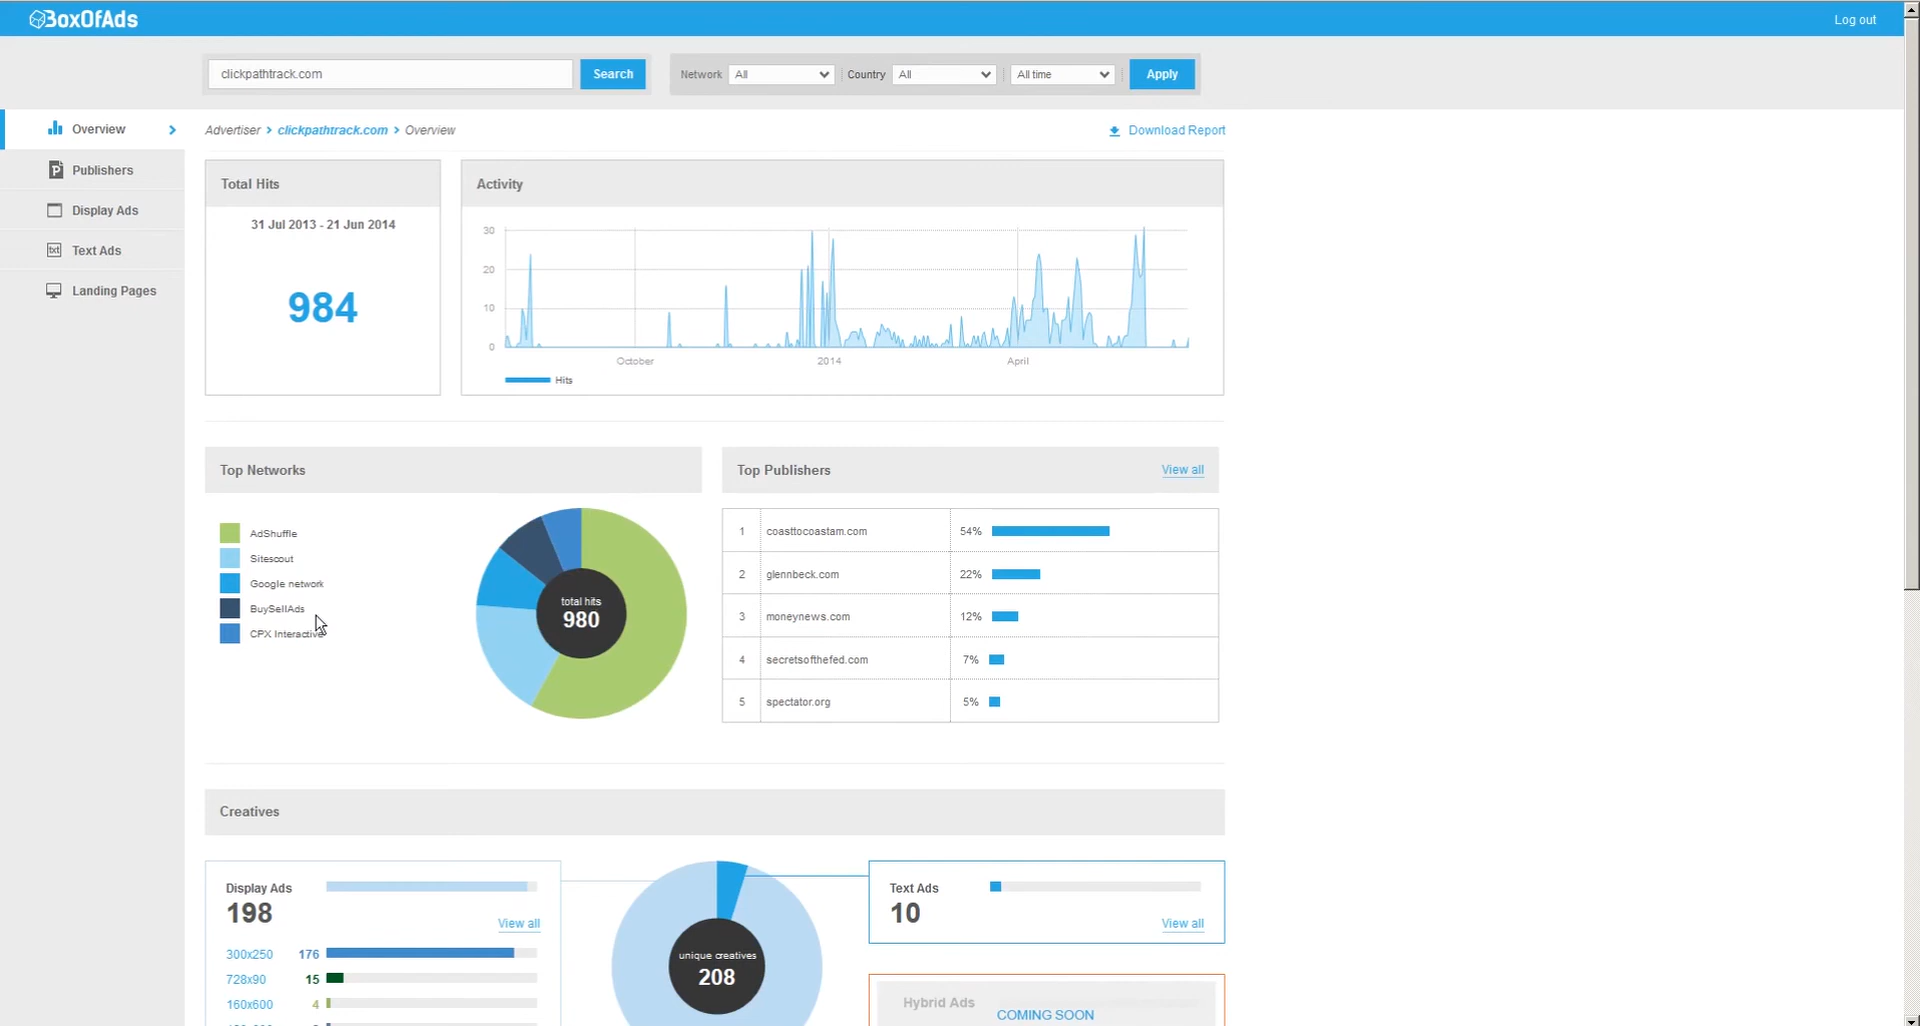 BoxOfAds
Log out
clickpathtrack.com
Search
Network
All
Country
All
All time
Apply
Overview
Publishers
Display Ads
Text Ads
Landing Pages
Advertiser > clickpathtrack.com > Overview
Download Report
Total Hits
31 Jul 2013 - 21 Jun 2014
984
Activity
30
20
10
0
October
2014
April
Hits
Top Networks
AdShuffle
Sitescout
Google network
BuySellAds
CPX Interactive
total hits
980
Top Publishers
View all
1 coasttocoastam.com 54%
2 glennbeck.com 22%
3 moneynews.com 12%
4 secretsofthefed.com 7%
5 spectator.org 5%
Creatives
Display Ads
198
View all
300x250 176
728x90 15
160x600 4
unique creatives
208
Text Ads
10
View all
Hybrid Ads
COMING SOON